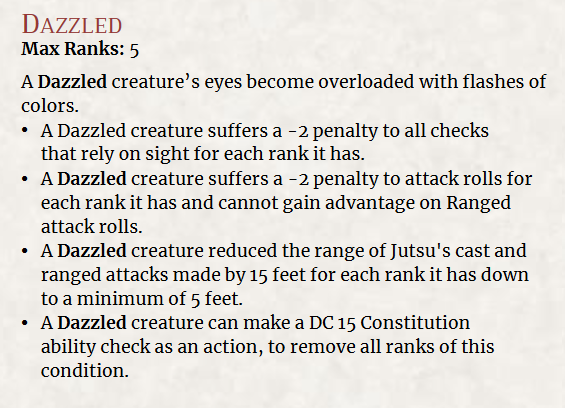 DAZZLED
Max Ranks: 5
A Dazzled creature’s eyes become overloaded with flashes of
colors.
• A Dazzled creature suffers a -2 penalty to all checks
that rely on sight for each rank it has.
• A Dazzled creature suffers a -2 penalty to attack rolls for
each rank it has and cannot gain advantage on Ranged
attack rolls.
• A Dazzled creature reduced the range of Jutsu's cast and
ranged attacks made by 15 feet for each rank it has down
to a minimum of 5 feet.
• A Dazzled creature can make a DC 15 Constitution
ability check as an action, to remove all ranks of this
condition.